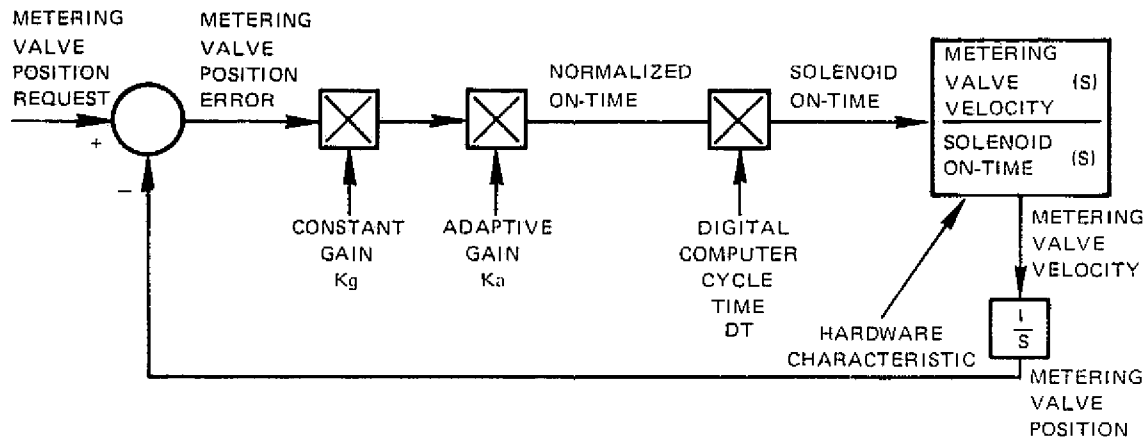 METERING
VALVE
POSITION
REQUEST
+
−
METERING
VALVE
POSITION
ERROR
CONSTANT
GAIN
Kg
ADAPTIVE
GAIN
Ka
NORMALIZED
ON-TIME
DIGITAL
COMPUTER
CYCLE
TIME
DT
SOLENOID
ON-TIME
METERING
VALVE (S)
VELOCITY
SOLENOID (S)
ON-TIME
HARDWARE
CHARACTERISTIC
METERING
VALVE
VELOCITY
1
S
METERING
VALVE
POSITION